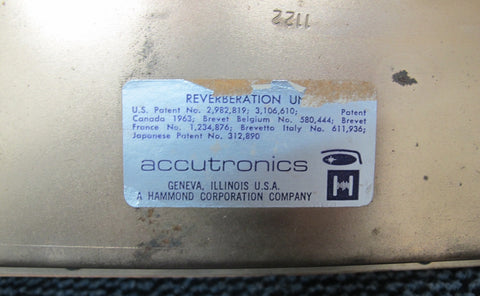 1122
REVERBERATION
U.S. Patent No. 2,982,819; 3,106,610; Patent
Canada 1963; Brevet Belgium No. 580,444; Brevet
France No. 1,234,876; Brevetto Italy No. 611,936;
Japanese Patent No. 312,890
accutronics
GENEVA, ILLINOIS U.S.A.
A HAMMOND CORPORATION COMPANY
H